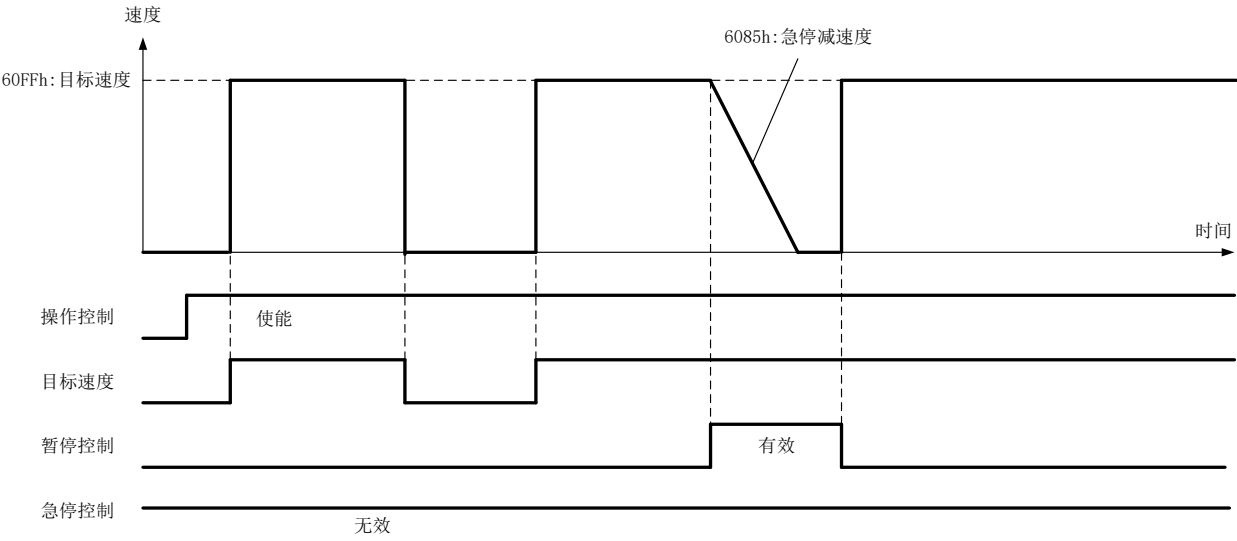 速度
6085h:急停减速度
60FFh:目标速度
时间
操作控制
使能
目标速度
暂停控制
有效
急停控制
无效